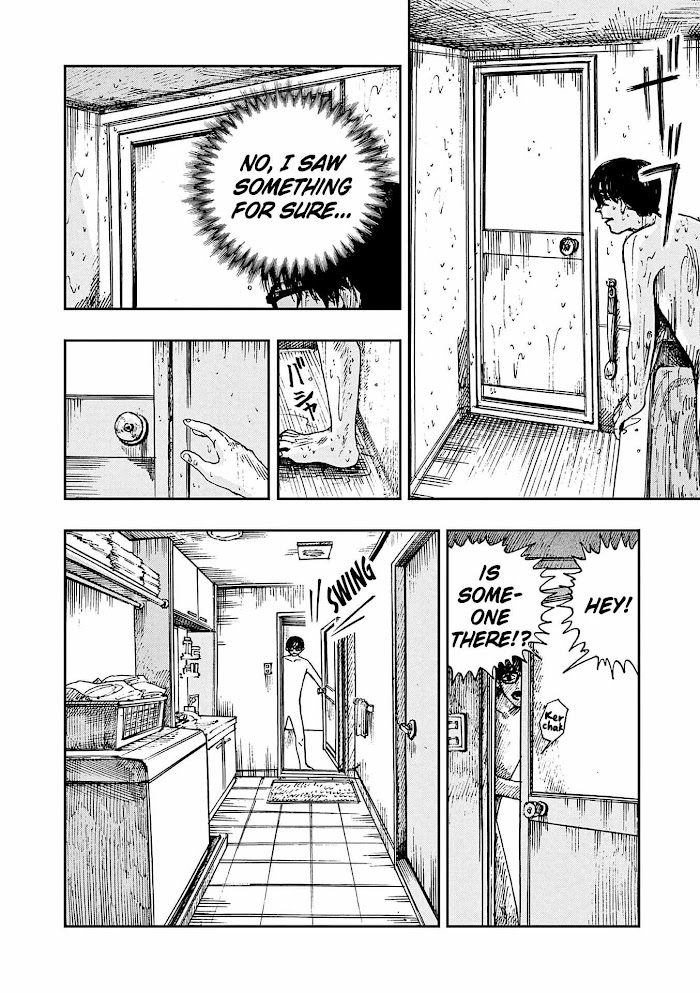 NO, I SAW
SOMETHING
FOR SURE...
バシャ
HEY!
IS
SOME-
ONE
THERE!?
Ker
chak
SWING